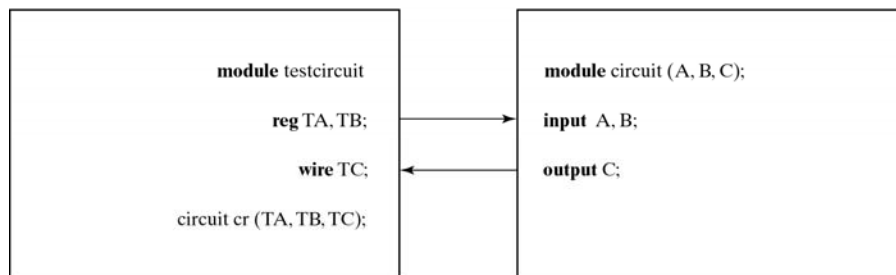 module testcircuit
reg TA, TB;
wire TC;
circuit cr (TA, TB, TC);
module circuit (A, B, C);
input A, B;
output C;